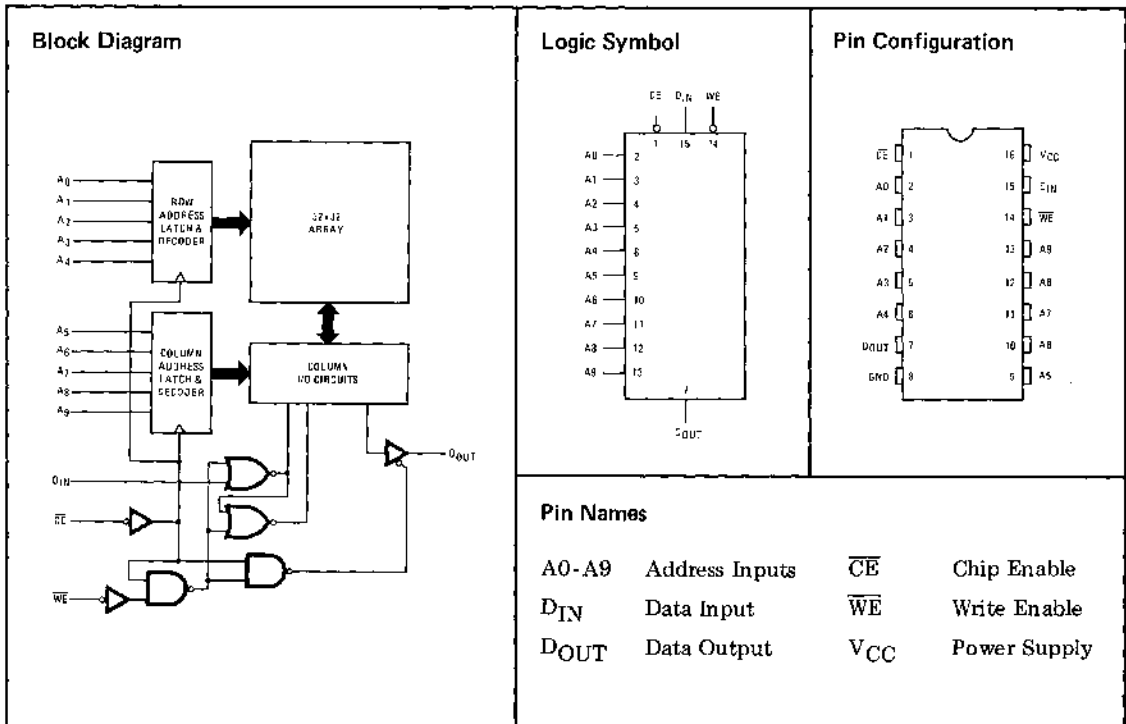 Block Diagram
A0
A1
A2
A3
A4
ROW
ADDRESS
LATCH &
DECODER
32x32
ARRAY
A5
A6
A7
A8
A9
COLUMN
ADDRESS
LATCH &
DECODER
COLUMN
I/O CIRCUITS
DOUT
DIN
CE
WE
Logic Symbol
CE DIN WE
1 15 14
A0 2
A1 3
A2 4
A3 5
A4 6
A5 9
A6 10
A7 11
A8 12
A9 13
7
DOUT
Pin Configuration
CE 1 16 VCC
A0 2 15 DIN
A1 3 14 WE
A2 4 13 A9
A3 5 12 A8
A4 6 11 A7
DOUT 7 10 A6
GND 8 9 A5
Pin Names
A0-A9 Address Inputs CE Chip Enable
DIN Data Input WE Write Enable
DOUT Data Output VCC Power Supply